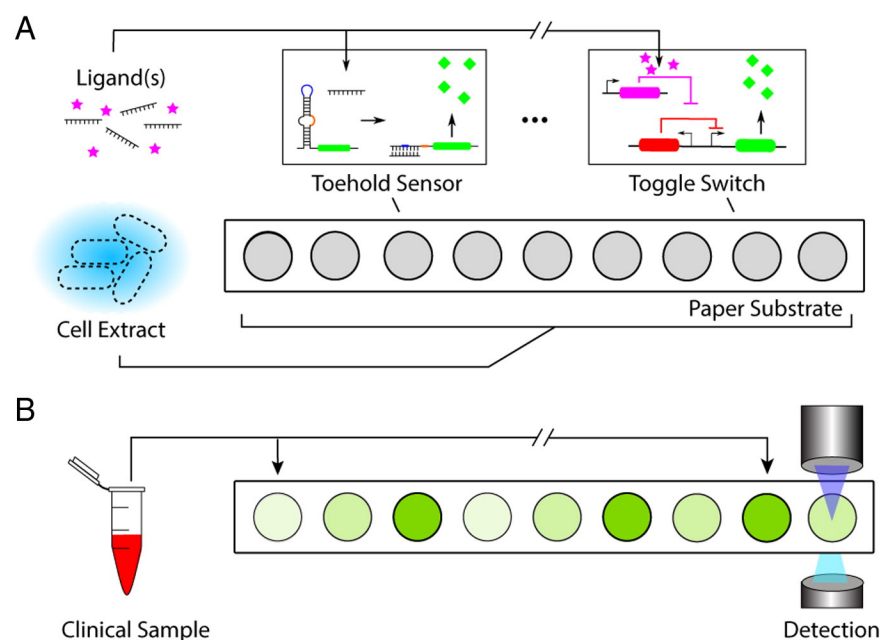 A
Ligand(s)
Toehold Sensor
Toggle Switch
Cell Extract
Paper Substrate
B
Clinical Sample
Detection